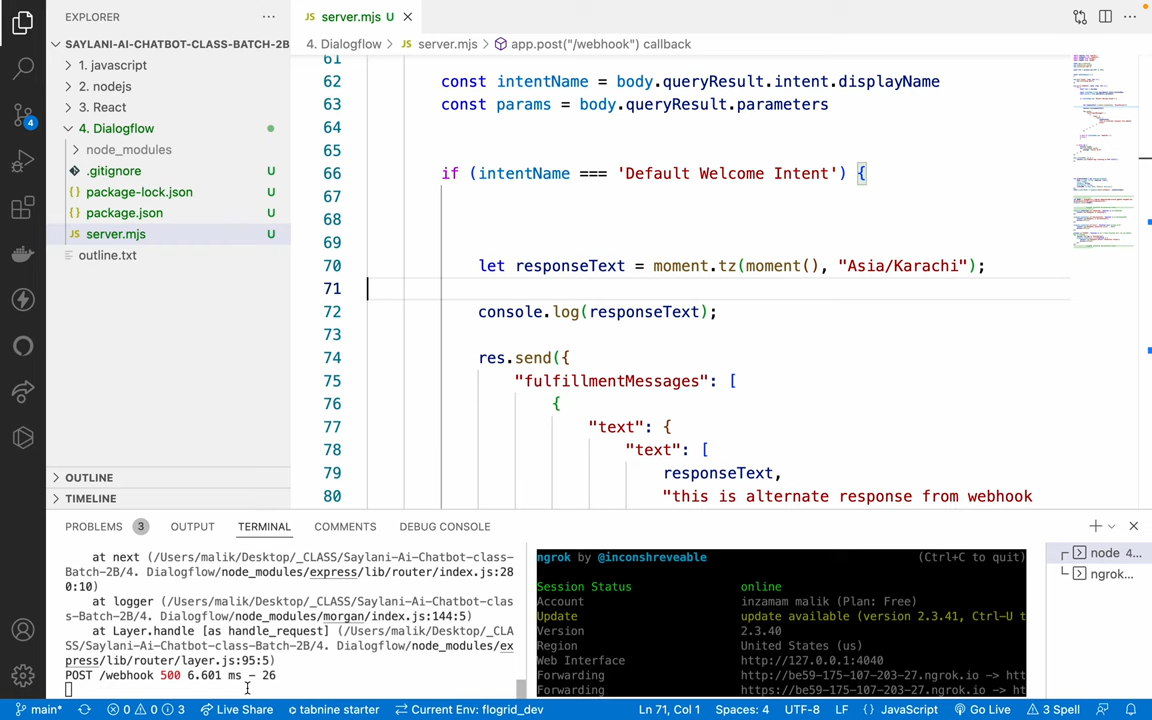 EXPLORER
SAYLANI-AI-CHATBOT-CLASS-BATCH-2B
1. javascript
2. nodejs
3. React
4. Dialogflow
node_modules
.gitignore U
package-lock.json U
package.json U
server.mjs U
outline.txt
OUTLINE
TIMELINE
server.mjs U
4. Dialogflow > server.mjs > app.post("/webhook") callback
61
62 const intentName = body.queryResult.intent.displayName
63 const params = body.queryResult.parameters
64
65
66 if (intentName === 'Default Welcome Intent') {
67
68
69
70 let responseText = moment.tz(moment(), "Asia/Karachi");
71
72 console.log(responseText);
73
74 res.send({
75 "fulfillmentMessages": [
76 {
77 "text": {
78 "text": [
79 responseText,
80 "this is alternate response from webhook
PROBLEMS 3 OUTPUT TERMINAL COMMENTS DEBUG CONSOLE
at next (/Users/malik/Desktop/_CLASS/Saylani-Ai-Chatbot-class-
Batch-2B/4. Dialogflow/node_modules/express/lib/router/index.js:28
0:10)
at logger (/Users/malik/Desktop/_CLASS/Saylani-Ai-Chatbot-clas
s-Batch-2B/4. Dialogflow/node_modules/morgan/index.js:144:5)
at Layer.handle [as handle_request] (/Users/malik/Desktop/_CLA
SS/Saylani-Ai-Chatbot-class-Batch-2B/4. Dialogflow/node_modules/ex
press/lib/router/layer.js:95:5)
POST /webhook 500 6.601 ms - 26
ngrok by @inconshreveable (Ctrl+C to quit)
Session Status online
Account inzamam malik (Plan: Free)
Update update available (version 2.3.41, Ctrl-U t
Version 2.3.40
Region United States (us)
Web Interface http://127.0.0.1:4040
Forwarding http://be59-175-107-203-27.ngrok.io -> htt
Forwarding https://be59-175-107-203-27.ngrok.io -> ht
node 4...
ngrok...
main* 0 0 3 Live Share tabnine starter Current Env: flogrid_dev Ln 71, Col 1 Spaces: 4 UTF-8 LF {} JavaScript Go Live 3 Spell